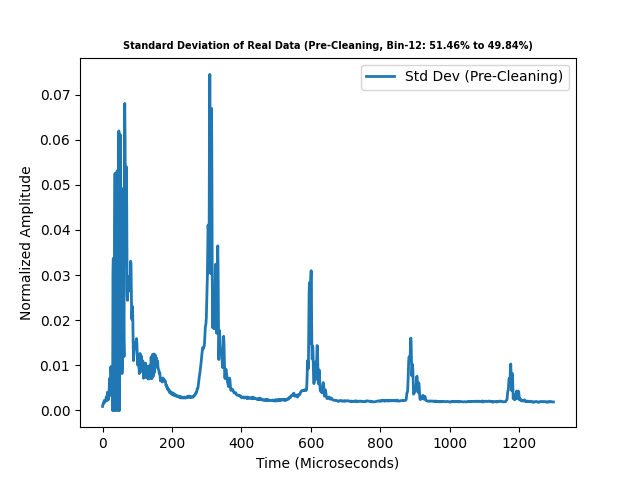 Standard Deviation of Real Data (Pre-Cleaning, Bin-12: 51.46% to 49.84%)
Std Dev (Pre-Cleaning)
Normalized Amplitude
0.07
0.06
0.05
0.04
0.03
0.02
0.01
0.00
0 200 400 600 800 1000 1200
Time (Microseconds)